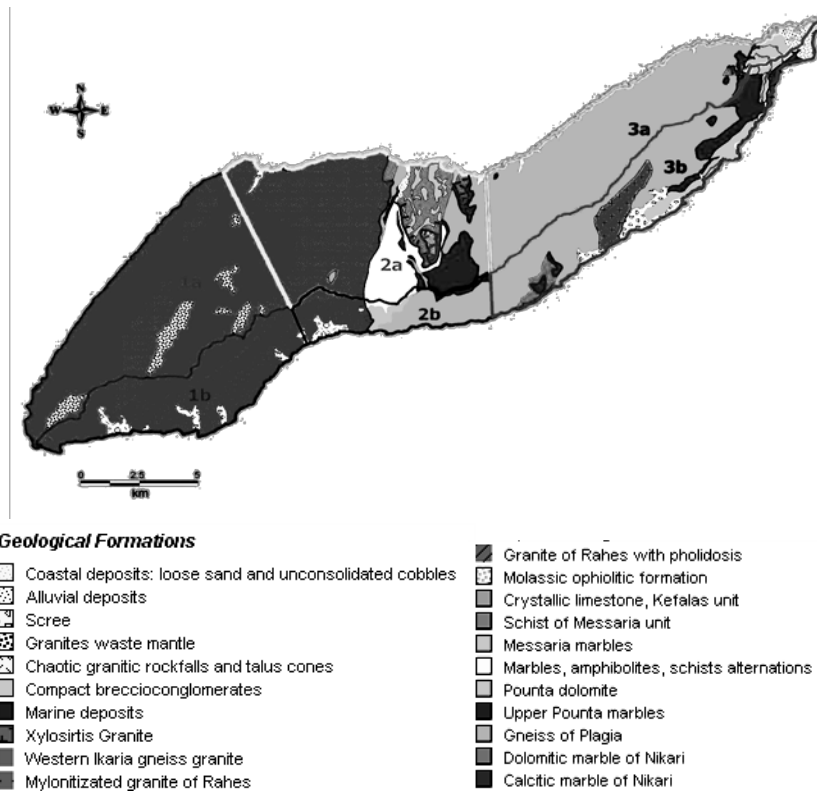 N
W E
S
3a
3b
2a
1a
2b
1b
0 2.5 5
km
Geological Formations
Coastal deposits: loose sand and unconsolidated cobbles
Alluvial deposits
Scree
Granites waste mantle
Chaotic granitic rockfalls and talus cones
Compact breccioconglomerates
Marine deposits
Xylosirtis Granite
Western Ikaria gneiss granite
Mylonitizated granite of Rahes
Granite of Rahes with pholidosis
Molassic ophiolitic formation
Crystallic limestone, Kefalas unit
Schist of Messaria unit
Messaria marbles
Marbles, amphibolites, schists alternations
Pounta dolomite
Upper Pounta marbles
Gneiss of Plagia
Dolomitic marble of Nikari
Calcitic marble of Nikari